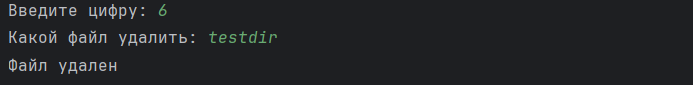 Введите цифру: 6
Какой файл удалить: testdir
Файл удален